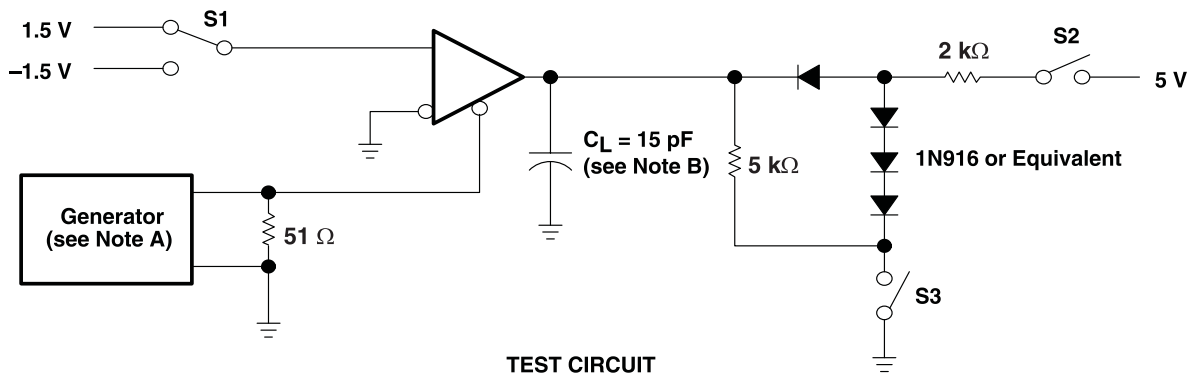 1.5 V
S1
–1.5 V
2 kΩ
S2
5 V
CL = 15 pF
(see Note B)
5 kΩ
1N916 or Equivalent
Generator
(see Note A)
51 Ω
S3
TEST CIRCUIT